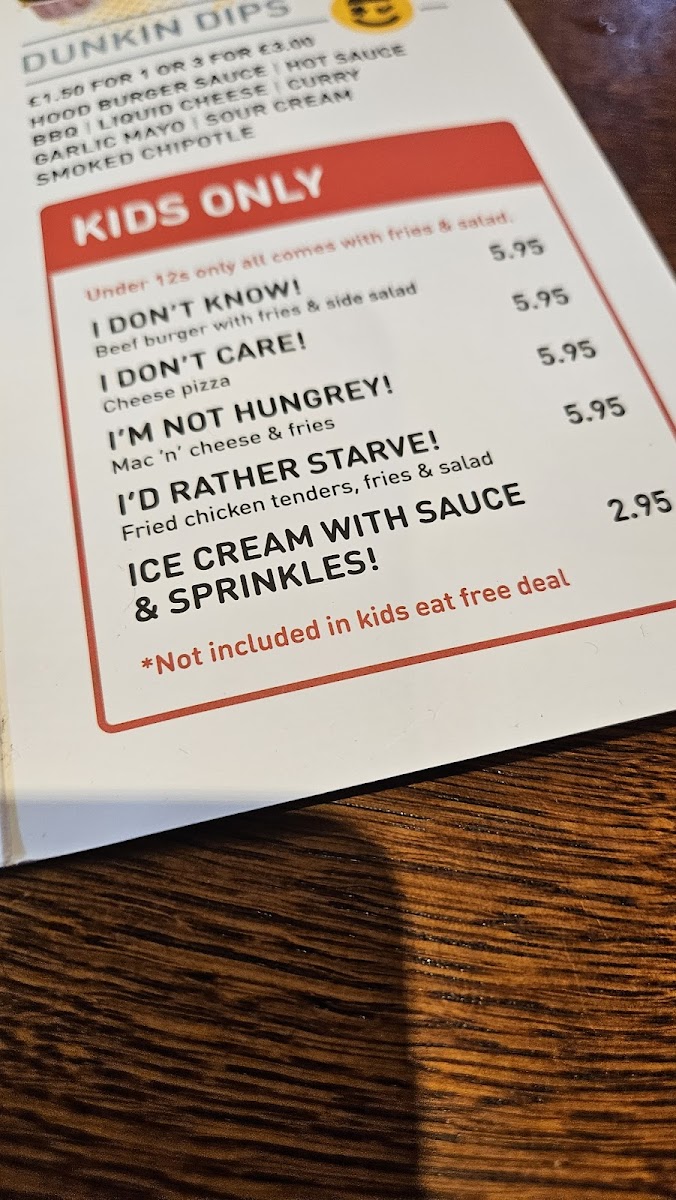 DUNKIN DIPS
£1.50 FOR 1 OR 3 FOR £3.00
HOOD BURGER SAUCE | HOT SAUCE
BBQ | LIQUID CHEESE | CURRY
GARLIC MAYO | SOUR CREAM
SMOKED CHIPOTLE
KIDS ONLY
Under 12s only all comes with fries & salad.
I DON'T KNOW! 5.95
Beef burger with fries & side salad
I DON'T CARE! 5.95
Cheese pizza
I'M NOT HUNGREY! 5.95
Mac 'n' cheese & fries
I'D RATHER STARVE! 5.95
Fried chicken tenders, fries & salad
ICE CREAM WITH SAUCE 2.95
& SPRINKLES!
*Not included in kids eat free deal